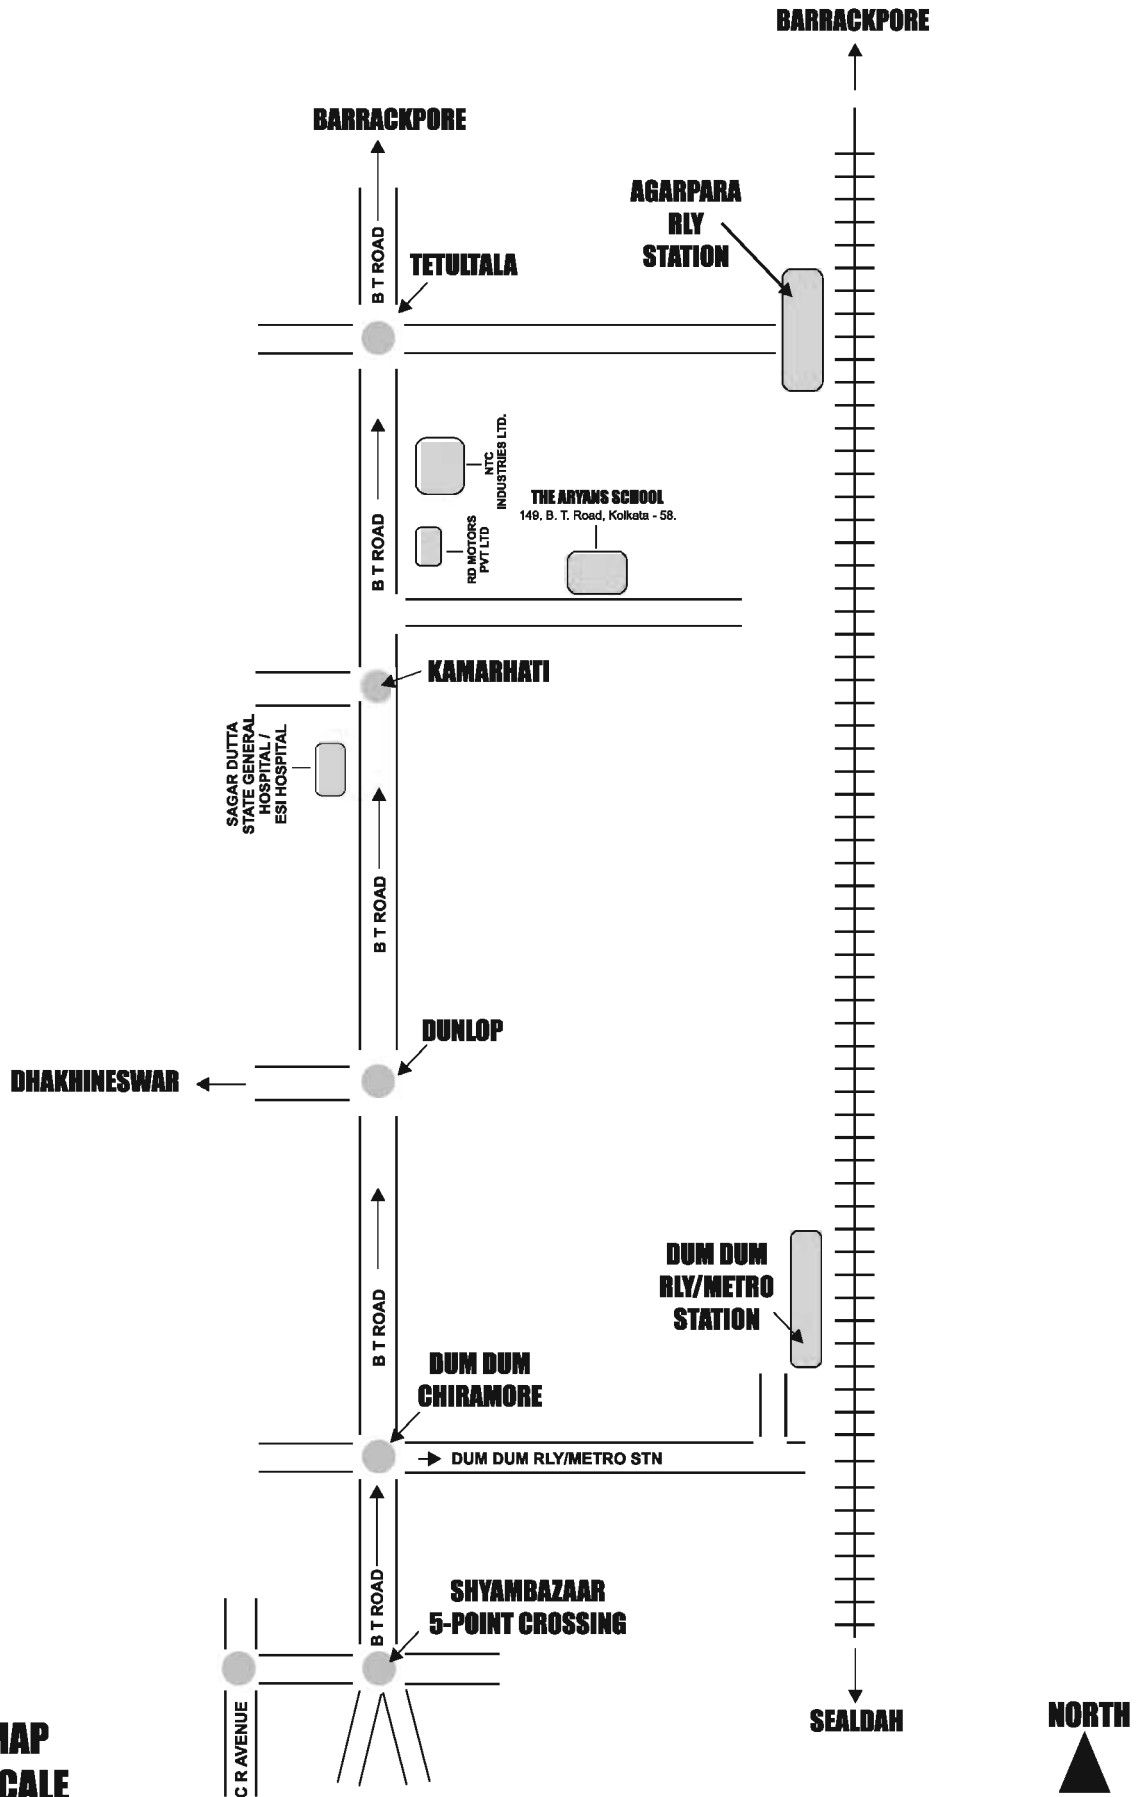 BARRACKPORE
BARRACKPORE
AGARPARA
RLY
STATION
B T ROAD
TETULTALA
NTC
INDUSTRIES LTD.
THE ARYANS SCHOOL
149, B. T. Road, Kolkata - 58.
B T ROAD
RD MOTORS
PVT LTD
KAMARHATI
SAGAR DUTTA
STATE GENERAL
HOSPITAL /
ESI HOSPITAL
B T ROAD
DUNLOP
DHAKHINESWAR
DUM DUM
RLY/METRO
STATION
B T ROAD
DUM DUM
CHIRAMORE
DUM DUM RLY/METRO STN
B T ROAD
SHYAMBAZAAR
5-POINT CROSSING
C R AVENUE
SEALDAH
NORTH